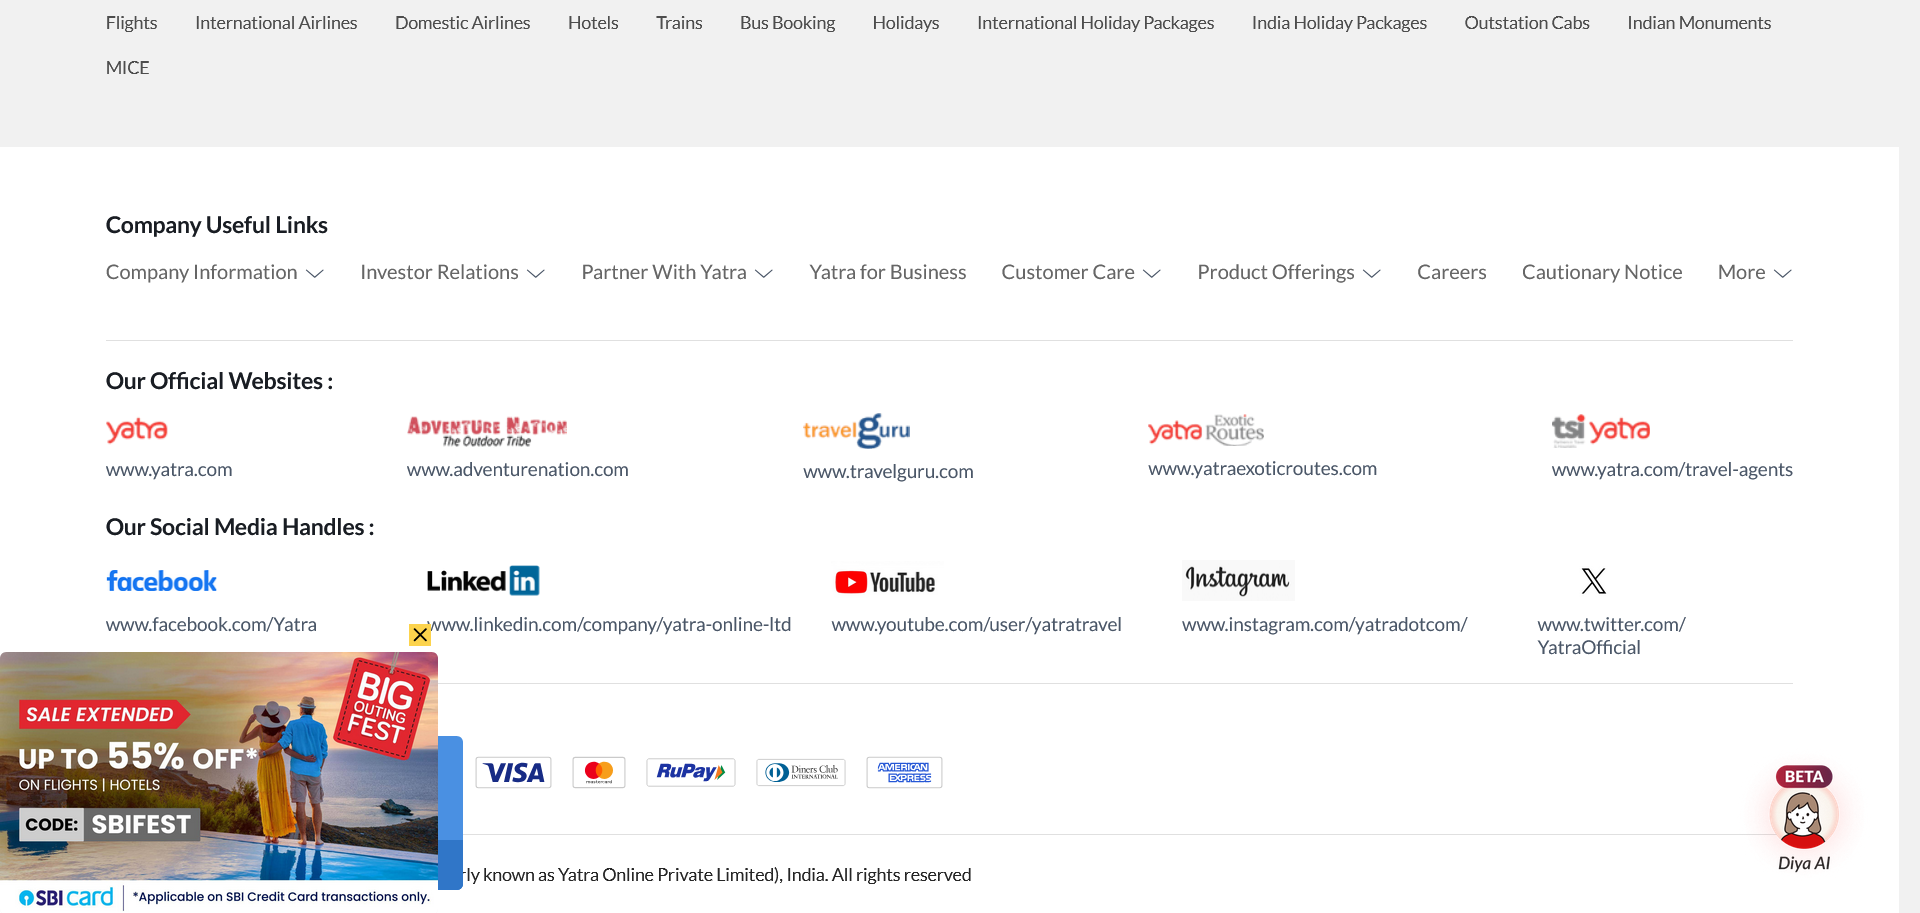 Flights International Airlines Domestic Airlines Hotels Trains Bus Booking Holidays International Holiday Packages India Holiday Packages Outstation Cabs Indian Monuments
MICE
Company Useful Links
Company Information Investor Relations Partner With Yatra Yatra for Business Customer Care Product Offerings Careers Cautionary Notice More
Our Official Websites :
yatra ADVENTURE NATION The Outdoor Tribe travelguru yatra Exotic Routes tsi yatra
www.yatra.com www.adventurenation.com www.travelguru.com www.yatraexoticroutes.com www.yatra.com/travel-agents
Our Social Media Handles :
facebook Linked in YouTube Instagram X
www.facebook.com/Yatra www.linkedin.com/company/yatra-online-ltd www.youtube.com/user/yatratravel www.instagram.com/yatradotcom/ www.twitter.com/
YatraOfficial
BIG
OUTING
FEST
SALE EXTENDED
UP TO 55% OFF*
ON FLIGHTS | HOTELS
CODE: SBIFEST
SBI card *Applicable on SBI Credit Card transactions only.
VISA mastercard RuPay Diners Club INTERNATIONAL AMERICAN EXPRESS
known as Yatra Online Private Limited), India. All rights reserved
BETA
Diya AI